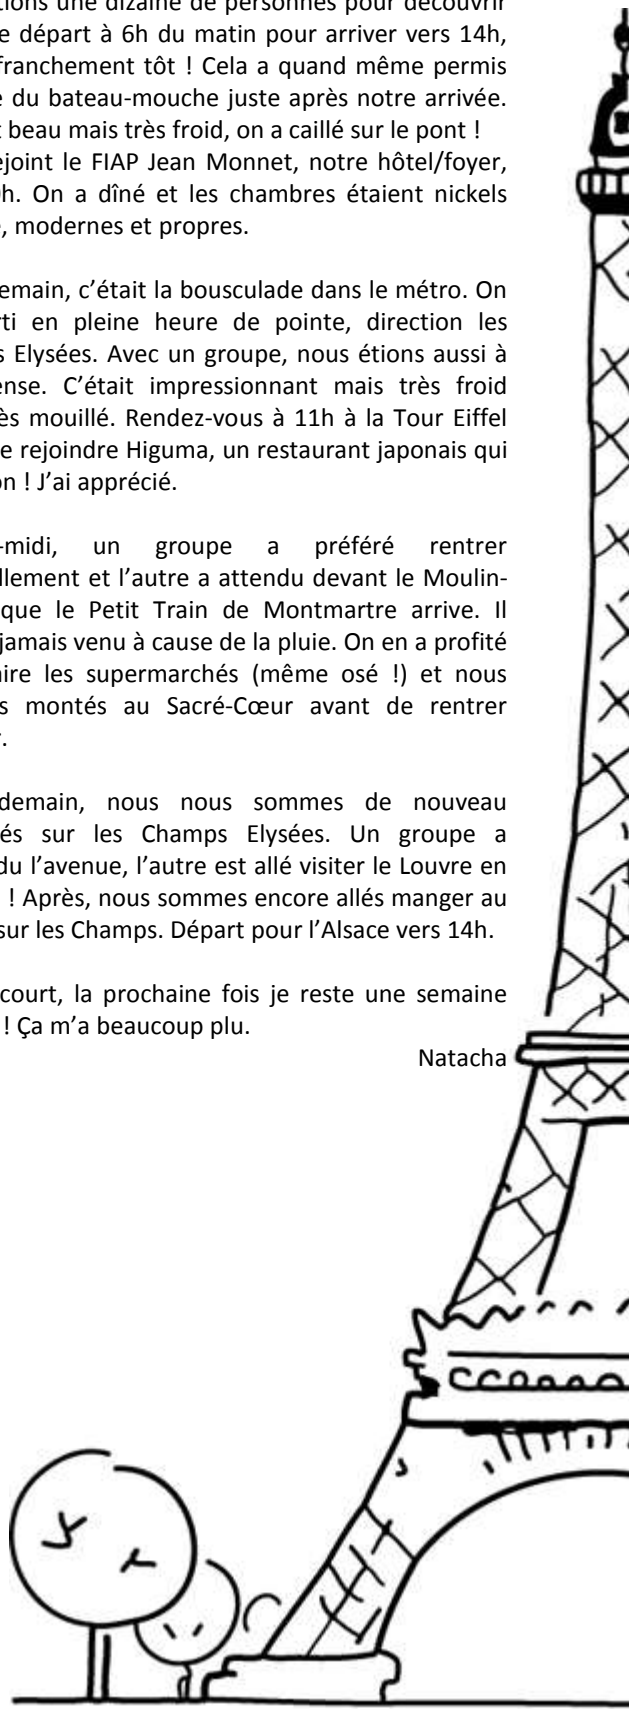 tions une dizaine de personnes pour découvrir
e départ à 6h du matin pour arriver vers 14h,
franchement tôt ! Cela a quand même permis
e du bateau-mouche juste après notre arrivée.
t beau mais très froid, on a caillé sur le pont !
ejoint le FIAP Jean Monnet, notre hôtel/foyer,
h. On a dîné et les chambres étaient nickels
, modernes et propres.
emain, c’était la bousculade dans le métro. On
rti en pleine heure de pointe, direction les
s Elysées. Avec un groupe, nous étions aussi à
ense. C’était impressionnant mais très froid
ès mouillé. Rendez-vous à 11h à la Tour Eiffel
e rejoindre Higuma, un restaurant japonais qui
on ! J’ai apprécié.
-midi, un groupe a préféré rentrer
llement et l’autre a attendu devant le Moulin-
que le Petit Train de Montmartre arrive. Il
jamais venu à cause de la pluie. On en a profité
aire les supermarchés (même osé !) et nous
s montés au Sacré-Cœur avant de rentrer
.
demain, nous nous sommes de nouveau
és sur les Champs Elysées. Un groupe a
du l’avenue, l’autre est allé visiter le Louvre en
! Après, nous sommes encore allés manger au
sur les Champs. Départ pour l’Alsace vers 14h.
court, la prochaine fois je reste une semaine
! Ça m’a beaucoup plu.
Natacha